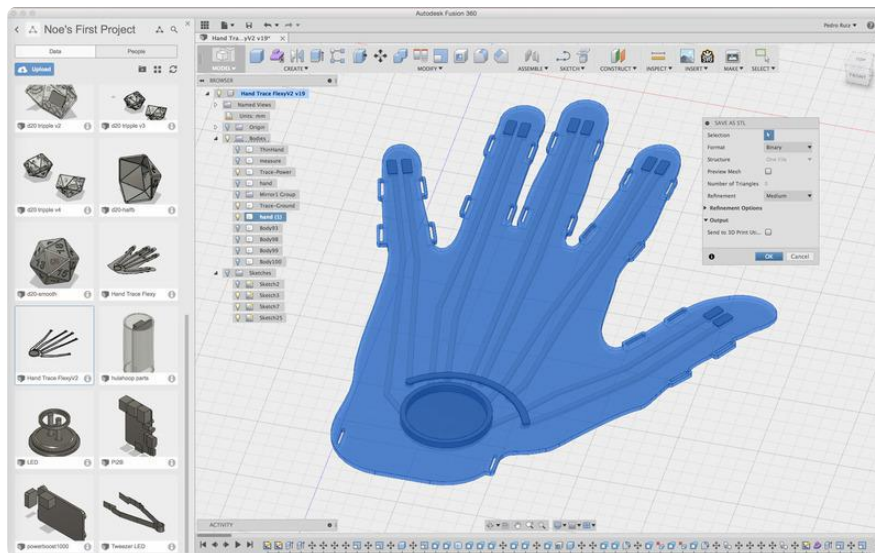 Autodesk Fusion 360
Noe's First Project
Data
People
Upload
d20 tripple v2
d20 tripple v3
d20 tripple v4
d20-halfb
d20-smooth
Hand Trace Flexy
Hand Trace-FlexyV2
hulahoop parts
LED
Pi2B
powerboost1000
Tweezer LED
Pedro Ruiz
Hand Tra...yV2 v19*
MODEL
CREATE
MODIFY
ASSEMBLE
SKETCH
CONSTRUCT
INSPECT
INSERT
MAKE
SELECT
TOP
FRONT
BROWSER
Hand Trace FlexyV2 v19
Named Views
Units: mm
Origin
Bodies
ThinHand
measure
Trace-Power
hand
Mirror1 Group
Trace-Ground
hand (1)
Body93
Body98
Body99
Body100
Sketches
Sketch2
Sketch3
Sketch7
Sketch25
SAVE AS STL
Selection
Format
Binary
Structure
One File
Preview Mesh
Number of Triangles
0
Refinement
Medium
Refinement Options
Output
Send to 3D Print Uti...
OK
Cancel
ACTIVITY